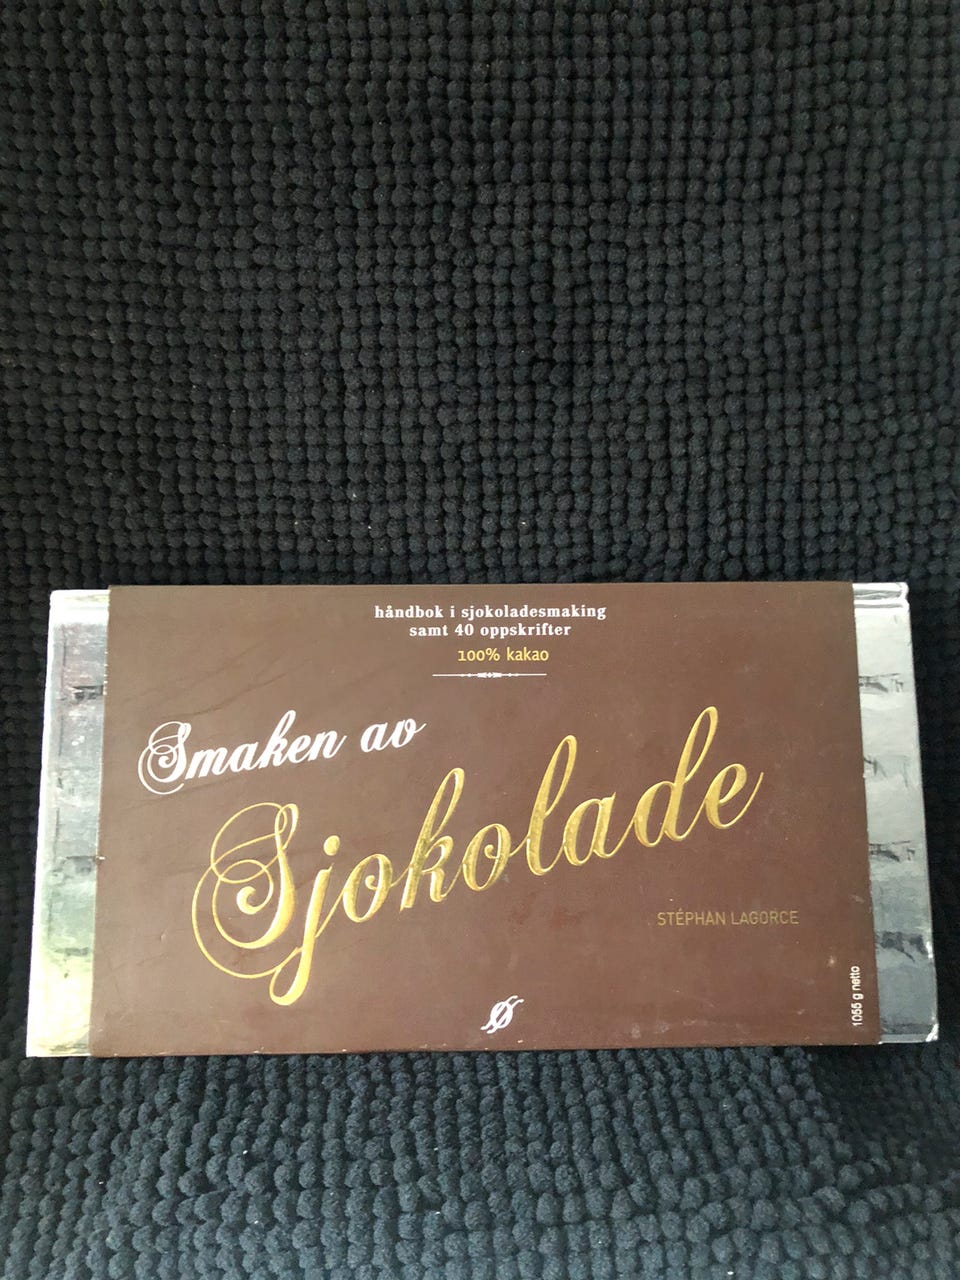 håndbok i sjokoladesmaking
samt 40 oppskrifter
100% kakao
Smaken av
Sjokolade
STÉPHAN LAGORCE
1055 g netto